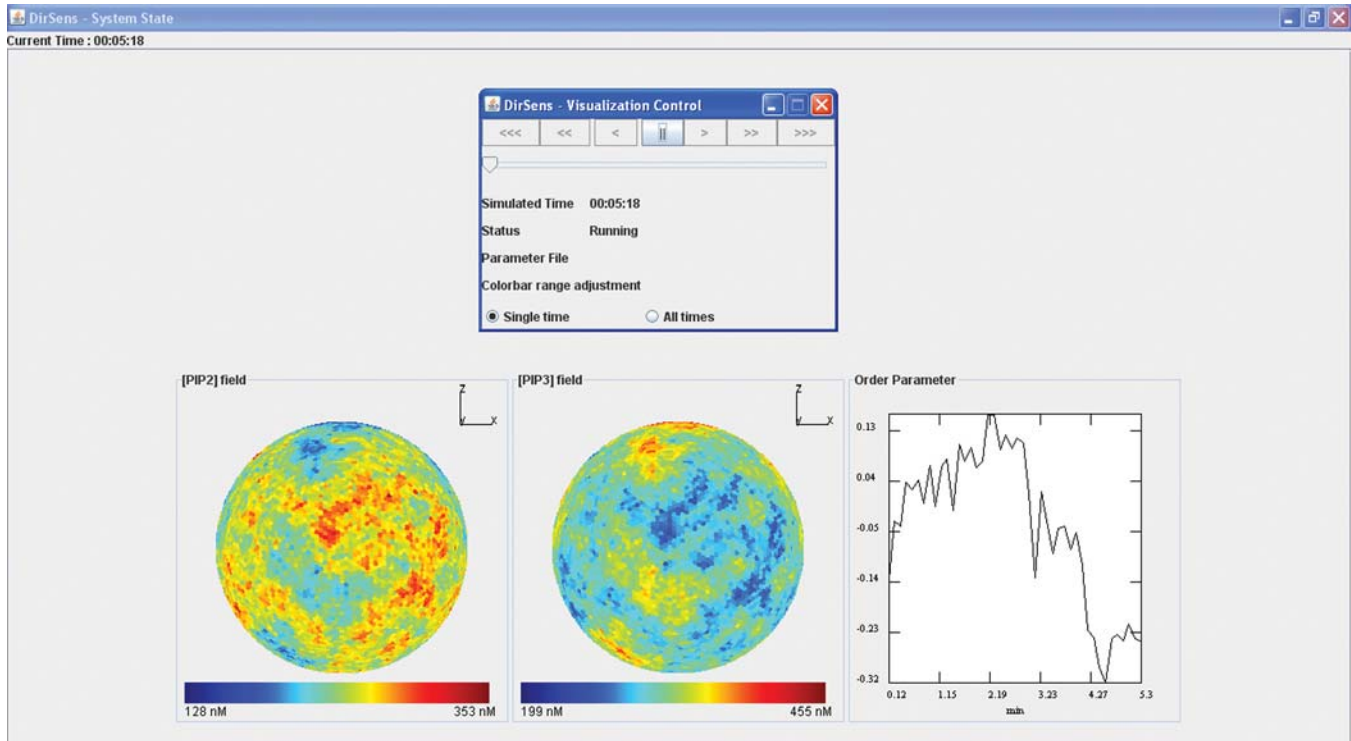 DirSens - System State
Current Time : 00:05:18
DirSens - Visualization Control
<<< << < || > >> >>>
Simulated Time 00:05:18
Status Running
Parameter File
Colorbar range adjustment
Single time All times
[PIP2] field
Z
Y X
128 nM 353 nM
[PIP3] field
Z
Y X
199 nM 455 nM
Order Parameter
0.13
0.04
-0.05
-0.14
-0.23
-0.32
0.12 1.15 2.19 3.23 4.27 5.3
min